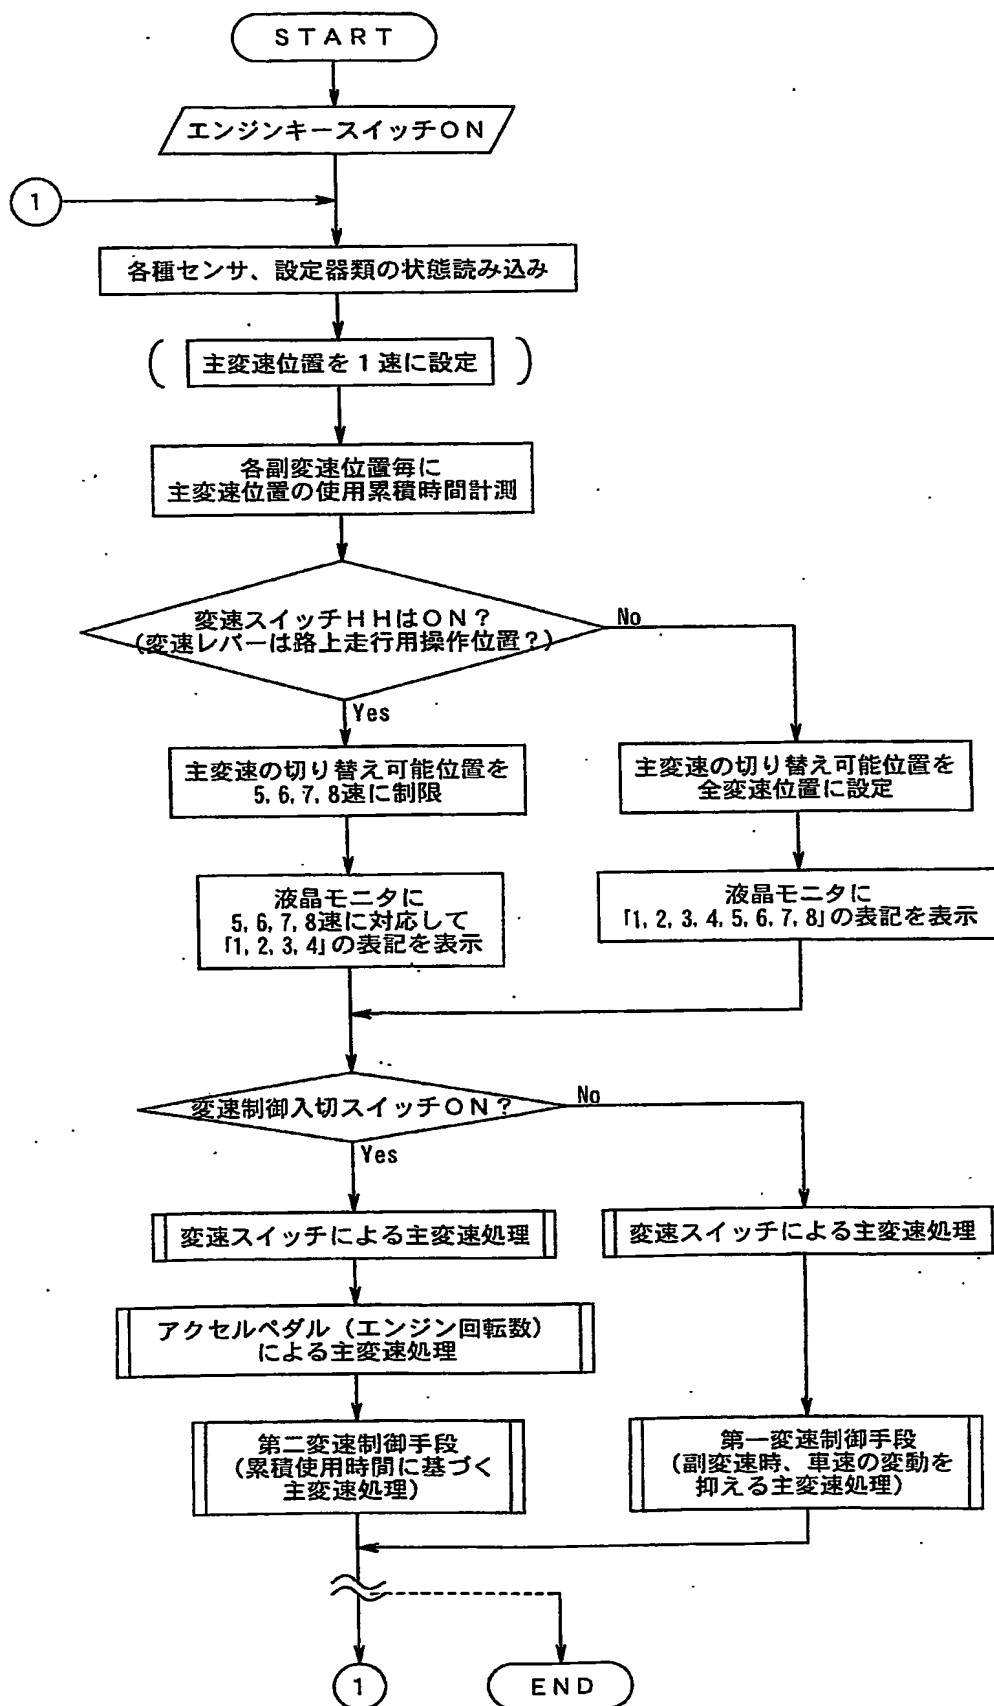 START
エンジンキースイッチON
1
各種センサ、設定器類の状態読み込み
( 主変速位置を1速に設定 )
各副変速位置毎に
主変速位置の使用累積時間計測
変速スイッチHHはON?
(変速レバーは路上走行用操作位置?)
No
Yes
主変速の切り替え可能位置を
5,6,7,8速に制限
主変速の切り替え可能位置を
全変速位置に設定
液晶モニタに
5,6,7,8速に対応して
「1,2,3,4」の表記を表示
液晶モニタに
「1,2,3,4,5,6,7,8」の表記を表示
変速制御入切スイッチON?
No
Yes
変速スイッチによる主変速処理
変速スイッチによる主変速処理
アクセルペダル(エンジン回転数)
による主変速処理
第二変速制御手段
(累積使用時間に基づく
主変速処理)
第一変速制御手段
(副変速時、車速の変動を
抑える主変速処理)
1
END